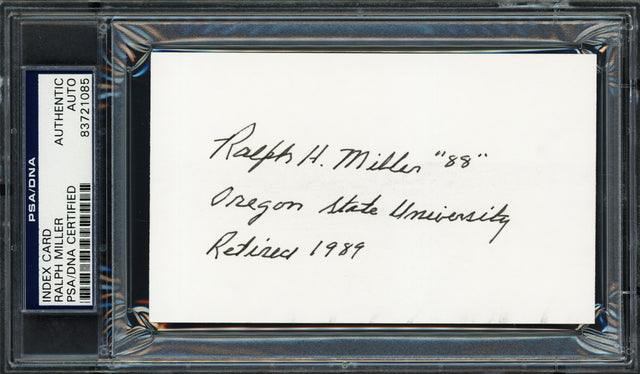 PSA/DNA
INDEX CARD
RALPH MILLER
PSA/DNA CERTIFIED
AUTHENTIC
AUTO
83721085
Ralph H. Miller "88"
Oregon State University
Retired 1989